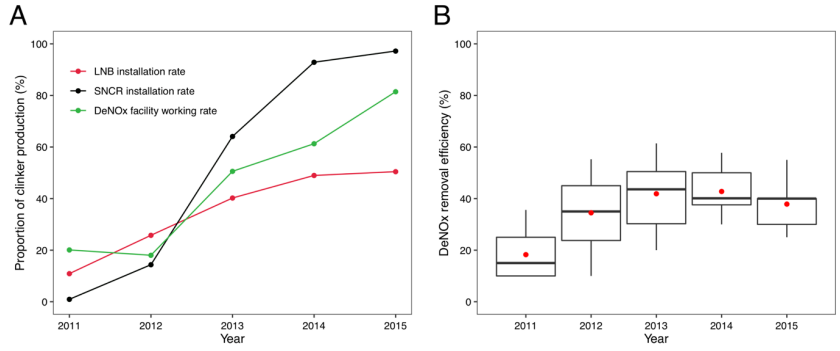 A
Proportion of clinker production (%)
100
80
60
40
20
0
LNB installation rate
SNCR installation rate
DeNOx facility working rate
2011 2012 2013 2014 2015
Year
B
DeNOx removal efficiency (%)
100
80
60
40
20
0
2011 2012 2013 2014 2015
Year